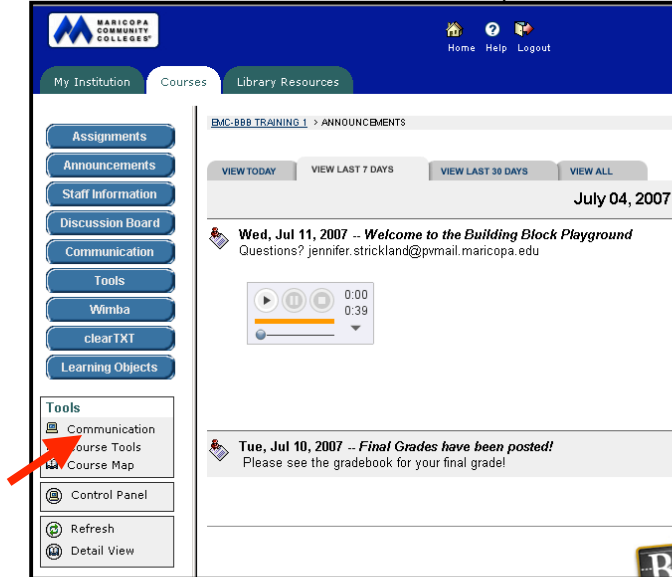 MARICOPA
COMMUNITY
COLLEGES
Home Help Logout
My Institution Courses Library Resources
EMC-BBB TRAINING 1 > ANNOUNCEMENTS
Assignments
Announcements
Staff Information
Discussion Board
Communication
Tools
Wimba
clearTXT
Learning Objects
Tools
Communication
Course Tools
Course Map
Control Panel
Refresh
Detail View
VIEW TODAY VIEW LAST 7 DAYS VIEW LAST 30 DAYS VIEW ALL
July 04, 2007
Wed, Jul 11, 2007 -- Welcome to the Building Block Playground
Questions? jennifer.strickland@pvmail.maricopa.edu
0:00
0:39
Tue, Jul 10, 2007 -- Final Grades have been posted!
Please see the gradebook for your final grade!